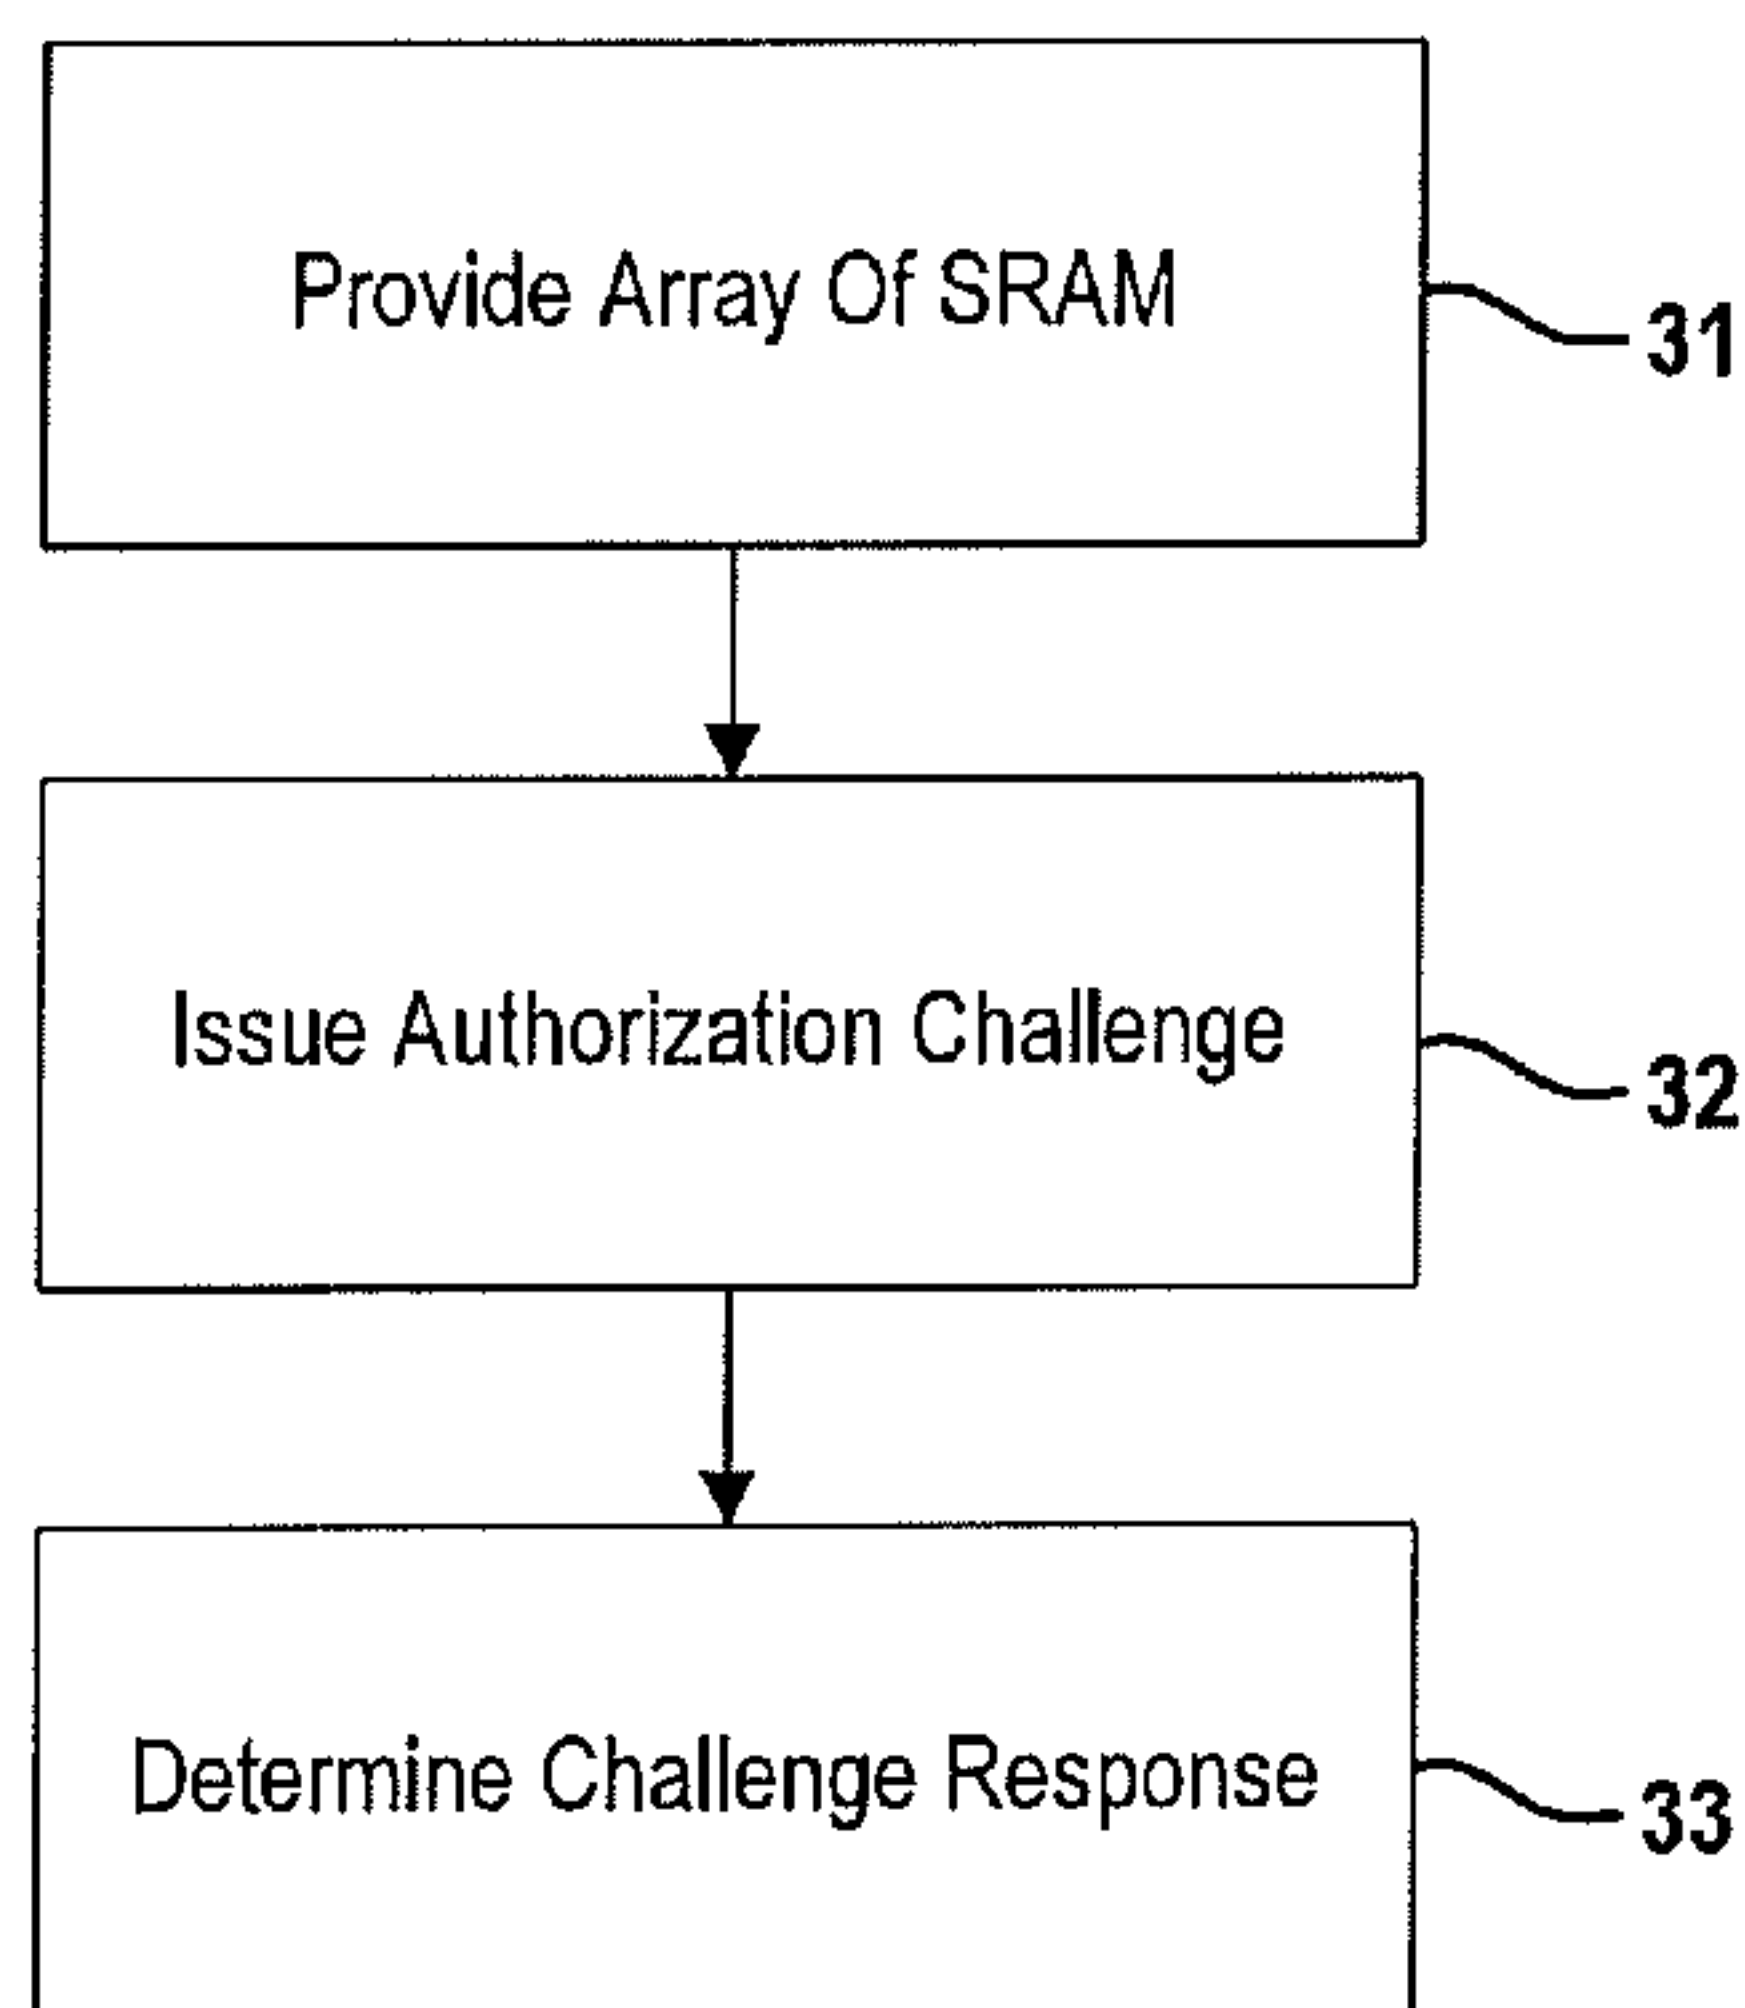 Provide Array Of SRAM
31
Issue Authorization Challenge
32
Determine Challenge Response
33